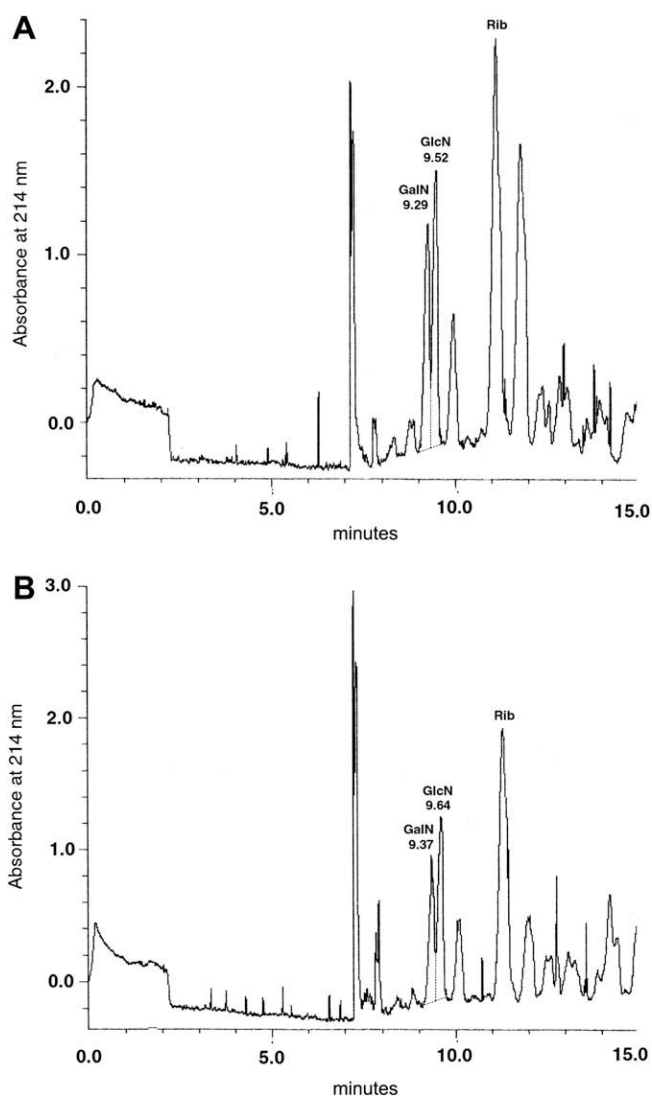 A
Rib
2.0
GlcN
9.52
GalN
9.29
1.0
Absorbance at 214 nm
0.0
0.0 5.0 10.0 15.0
minutes
B
3.0
Rib
2.0
GlcN
9.64
GalN
9.37
1.0
Absorbance at 214 nm
0.0
0.0 5.0 10.0 15.0
minutes